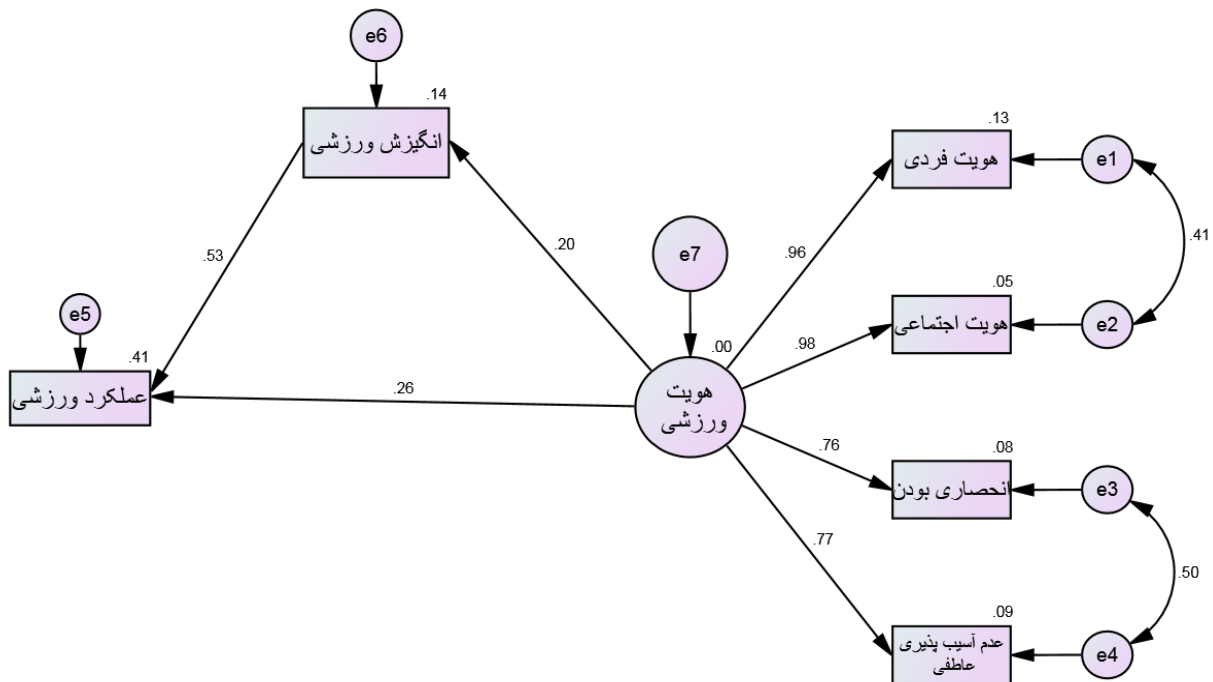 e6
.14
انگیزش ورزشی
.13
هویت فردی
e1
.41
.20
e7
.96
.53
.05
هویت اجتماعی
e2
.98
e5
.41
عملکرد ورزشی
.26
.00
هویت
ورزشی
.76
.08
انحصاری بودن
e3
.77
.50
.09
عدم آسیب پذیری
عاطفی
e4